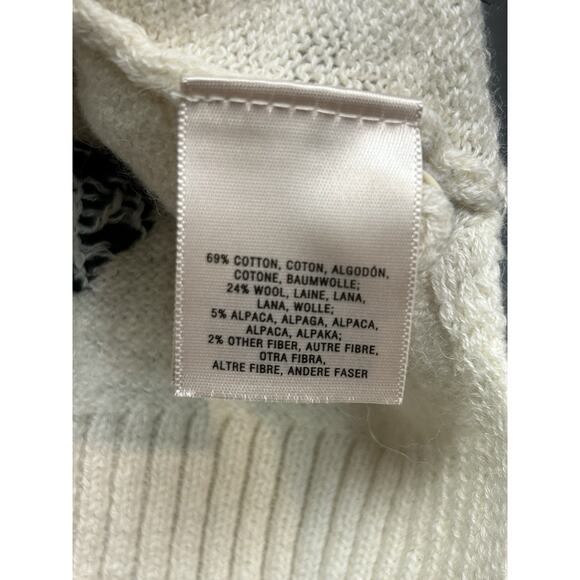 69% COTTON, COTON, ALGODÓN,
COTONE, BAUMWOLLE;
24% WOOL, LAINE, LANA,
LANA, WOLLE;
5% ALPACA, ALPAGA, ALPACA,
ALPACA, ALPAKA;
2% OTHER FIBER, AUTRE FIBRE,
OTRA FIBRA,
ALTRE FIBRE, ANDERE FASER